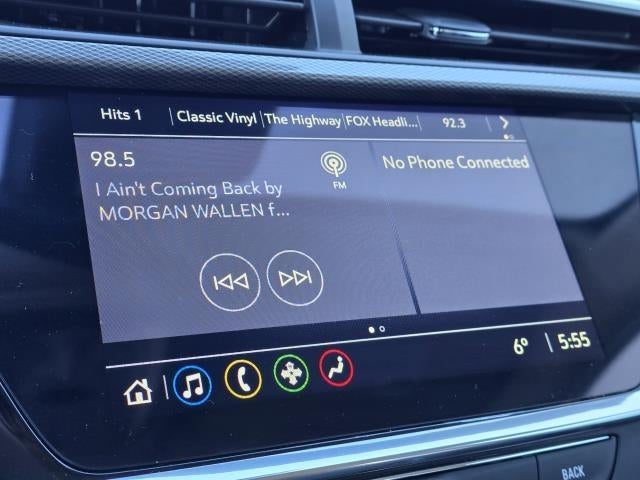 Hits 1 Classic Vinyl The Highway FOX Headli... 92.3
98.5
FM
I Ain't Coming Back by
MORGAN WALLEN f...
No Phone Connected
6° 5:55
BACK